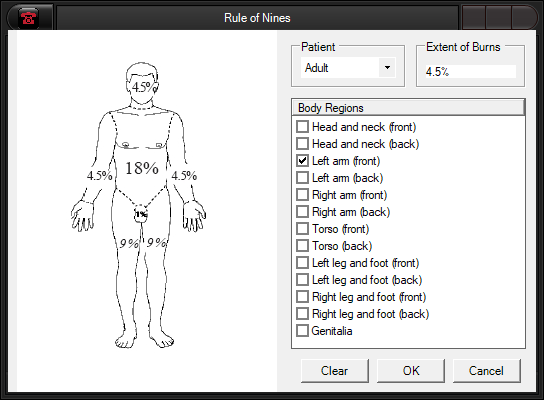 Rule of Nines
Patient
Adult
Extent of Burns
4.5%
4.5%
18%
4.5%
4.5%
1%
9%
9%
Body Regions
Head and neck (front)
Head and neck (back)
Left arm (front)
Left arm (back)
Right arm (front)
Right arm (back)
Torso (front)
Torso (back)
Left leg and foot (front)
Left leg and foot (back)
Right leg and foot (front)
Right leg and foot (back)
Genitalia
Clear
OK
Cancel